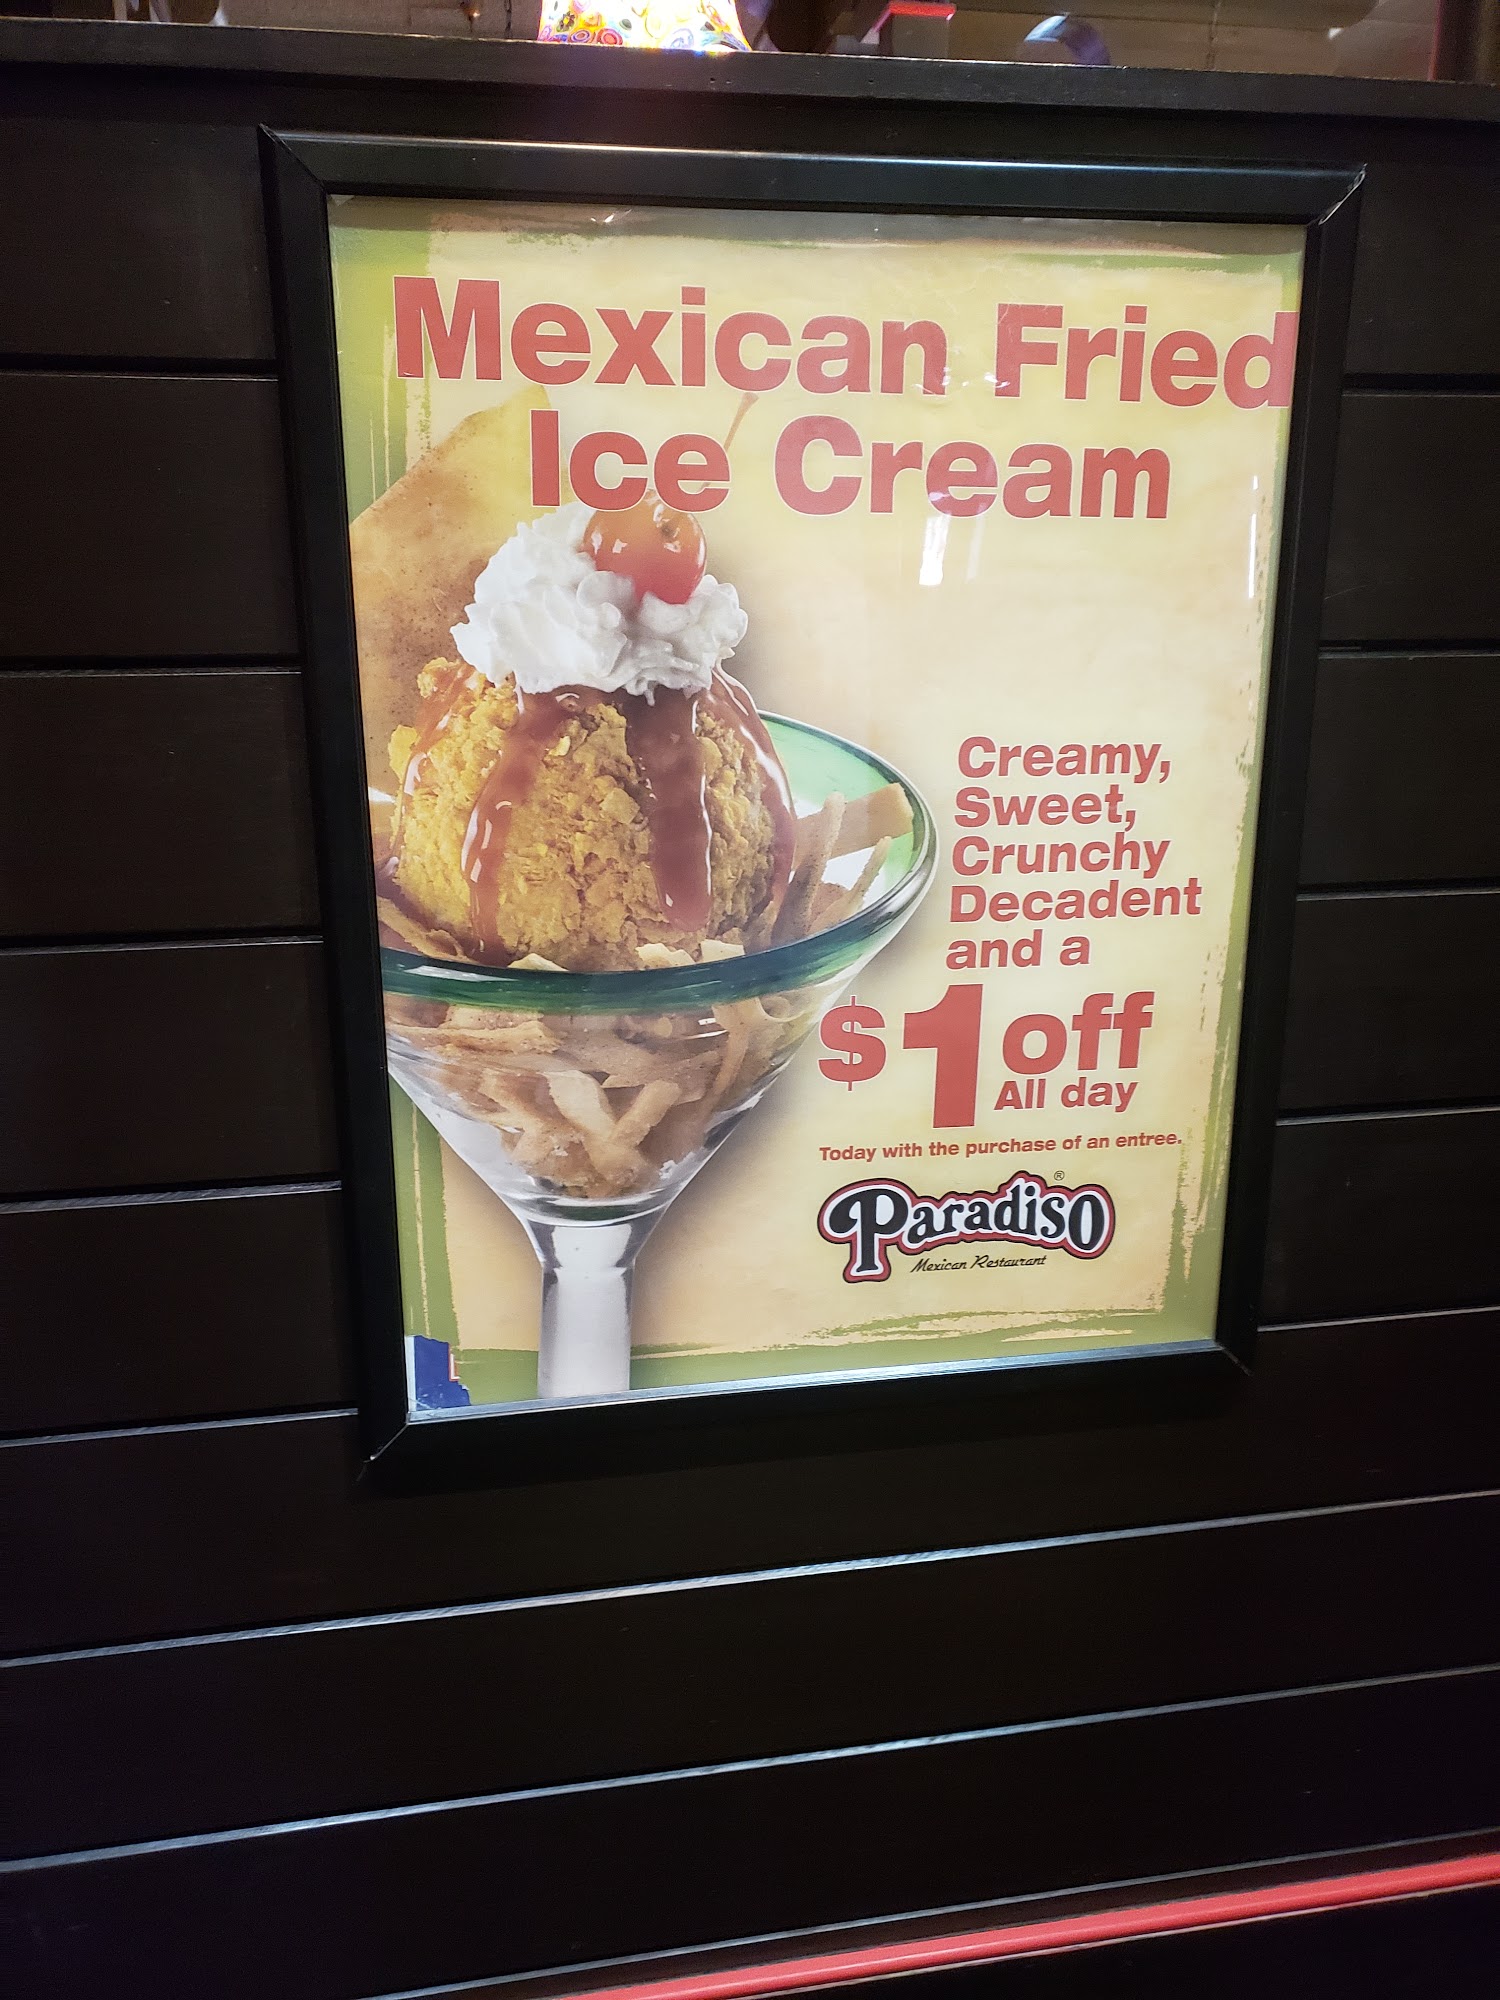 Mexican Fried
Ice Cream
Creamy,
Sweet,
Crunchy
Decadent
and a
$1 off
All day
Today with the purchase of an entree.
Paradiso®
Mexican Restaurant